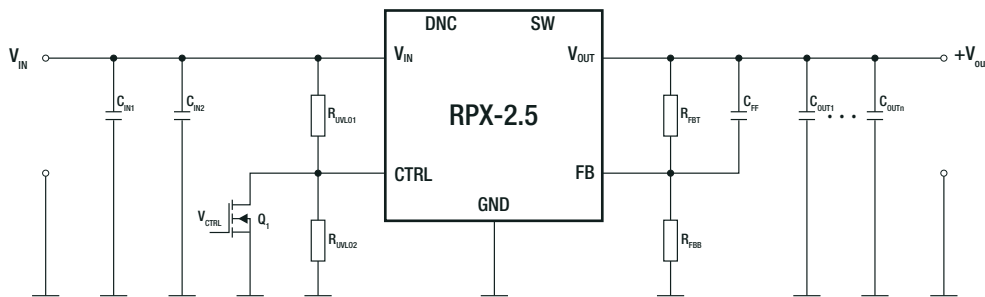 DNC SW
V_IN V_IN V_OUT +V_ou
C_IN1 C_IN2 R_UVLO1 RPX-2.5 R_FBT C_FF C_OUT1 • • • C_OUTn
CTRL FB
V_CTRL Q_1 GND
R_UVLO2 R_FBB